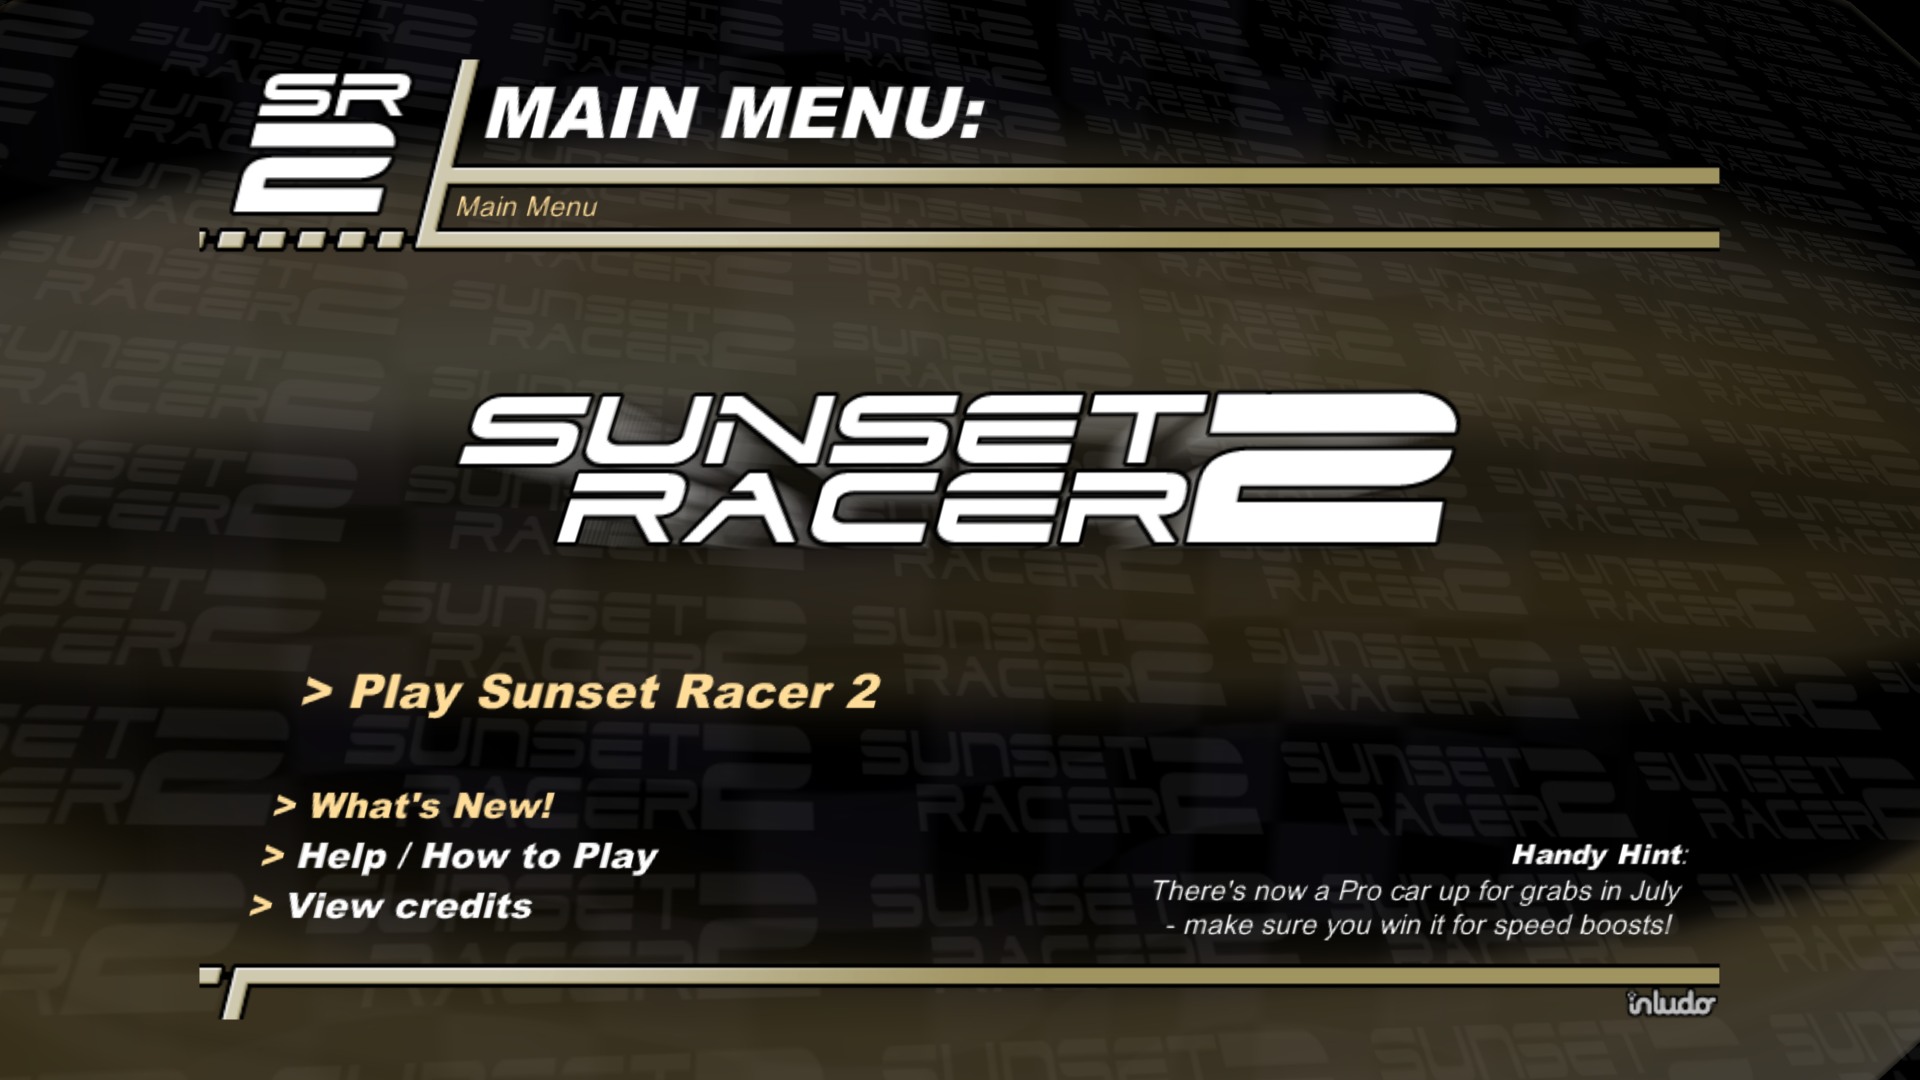 SR
2
MAIN MENU:
Main Menu
SUNSET
RACER 2
> Play Sunset Racer 2
> What's New!
> Help / How to Play
> View credits
Handy Hint:
There's now a Pro car up for grabs in July
- make sure you win it for speed boosts!
inludo